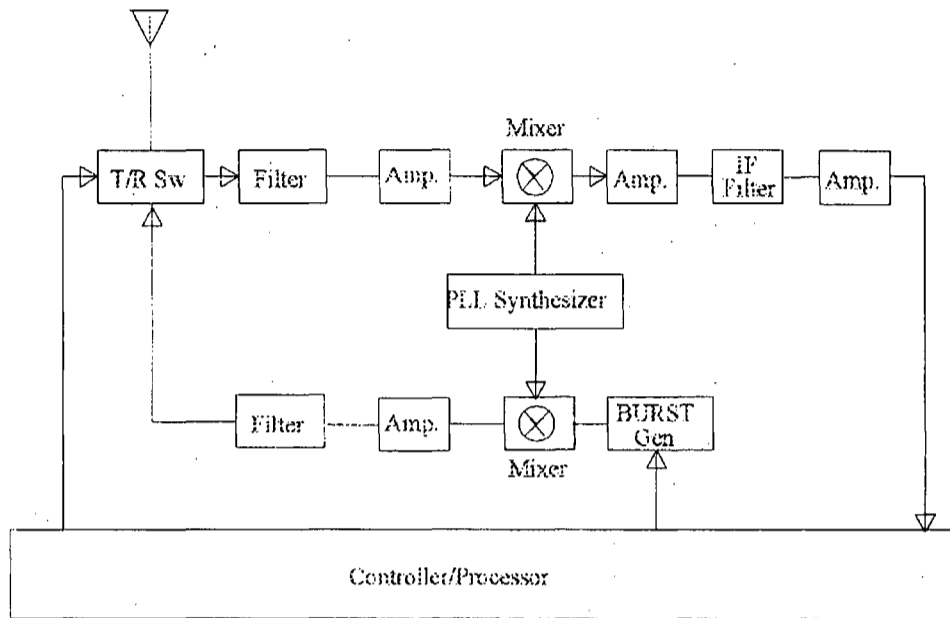 Mixer
T/R Sw
Filter
Amp.
Amp.
IF
Filter
Amp.
PLL Synthesizer
Filter
Amp.
BURST
Gen
Mixer
Controller/Processor